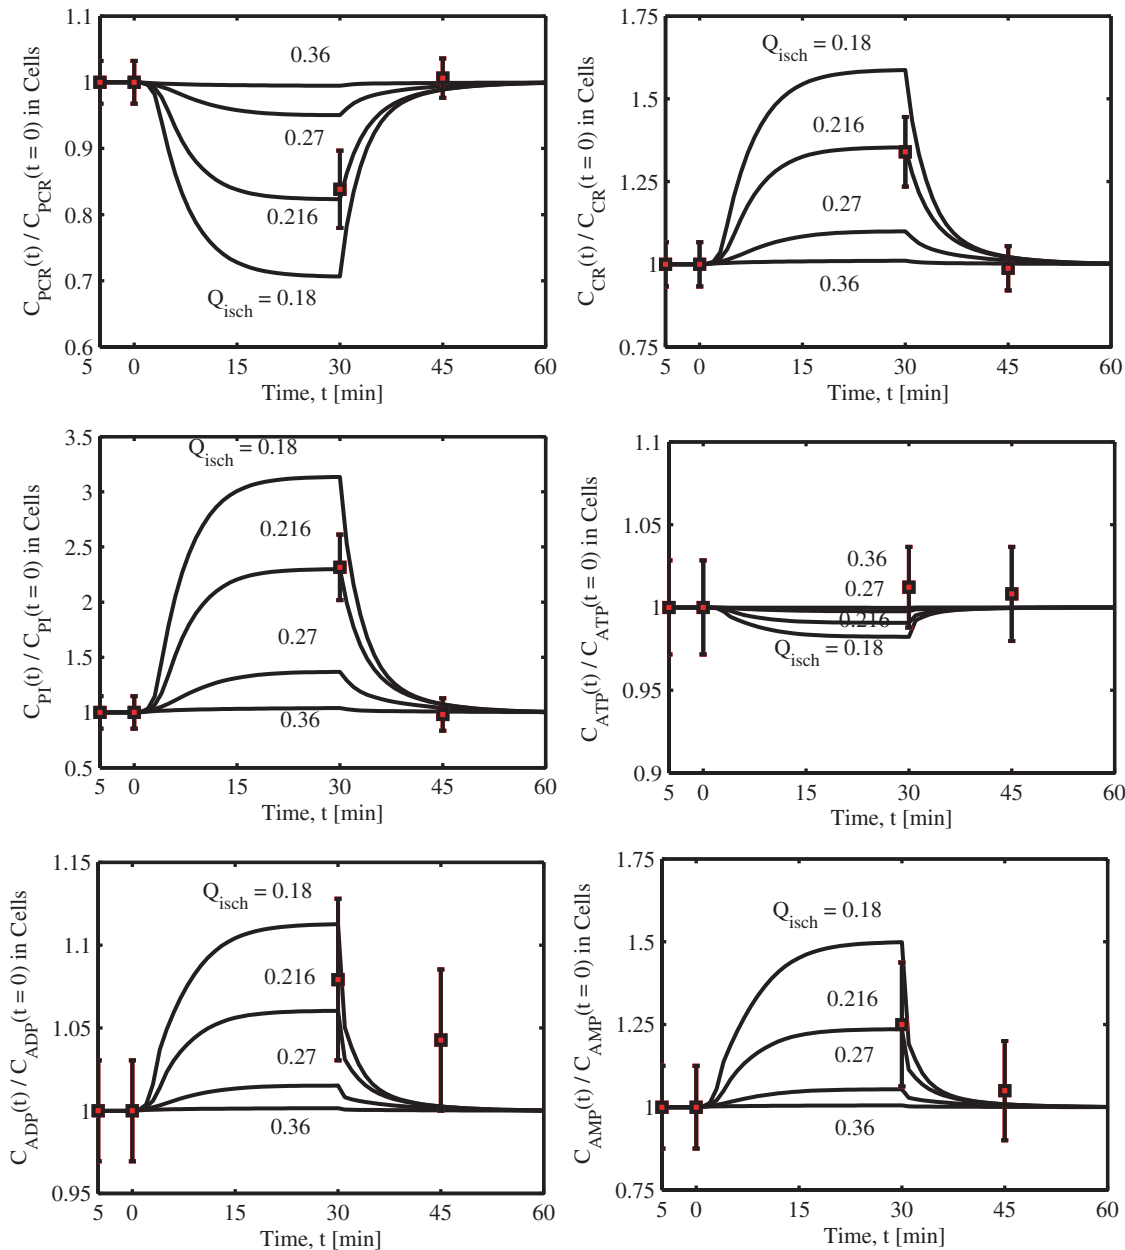 1.1
1
0.9
0.8
0.7
0.6
C_PCR(t) / C_PCR(t = 0) in Cells
0.36
0.27
0.216
Q_isch = 0.18
5 0 15 30 45 60
Time, t [min]
1.75
1.5
1.25
1
0.75
C_CR(t) / C_CR(t = 0) in Cells
Q_isch = 0.18
0.216
0.27
0.36
5 0 15 30 45 60
Time, t [min]
3.5
3
2.5
2
1.5
1
0.5
C_PI(t) / C_PI(t = 0) in Cells
Q_isch = 0.18
0.216
0.27
0.36
5 0 15 30 45 60
Time, t [min]
1.1
1.05
1
0.95
0.9
C_ATP(t) / C_ATP(t = 0) in Cells
0.36
0.27
0.216
Q_isch = 0.18
5 0 15 30 45 60
Time, t [min]
1.15
1.1
1.05
1
0.95
C_ADP(t) / C_ADP(t = 0) in Cells
Q_isch = 0.18
0.216
0.27
0.36
5 0 15 30 45 60
Time, t [min]
1.75
1.5
1.25
1
0.75
C_AMP(t) / C_AMP(t = 0) in Cells
Q_isch = 0.18
0.216
0.27
0.36
5 0 15 30 45 60
Time, t [min]